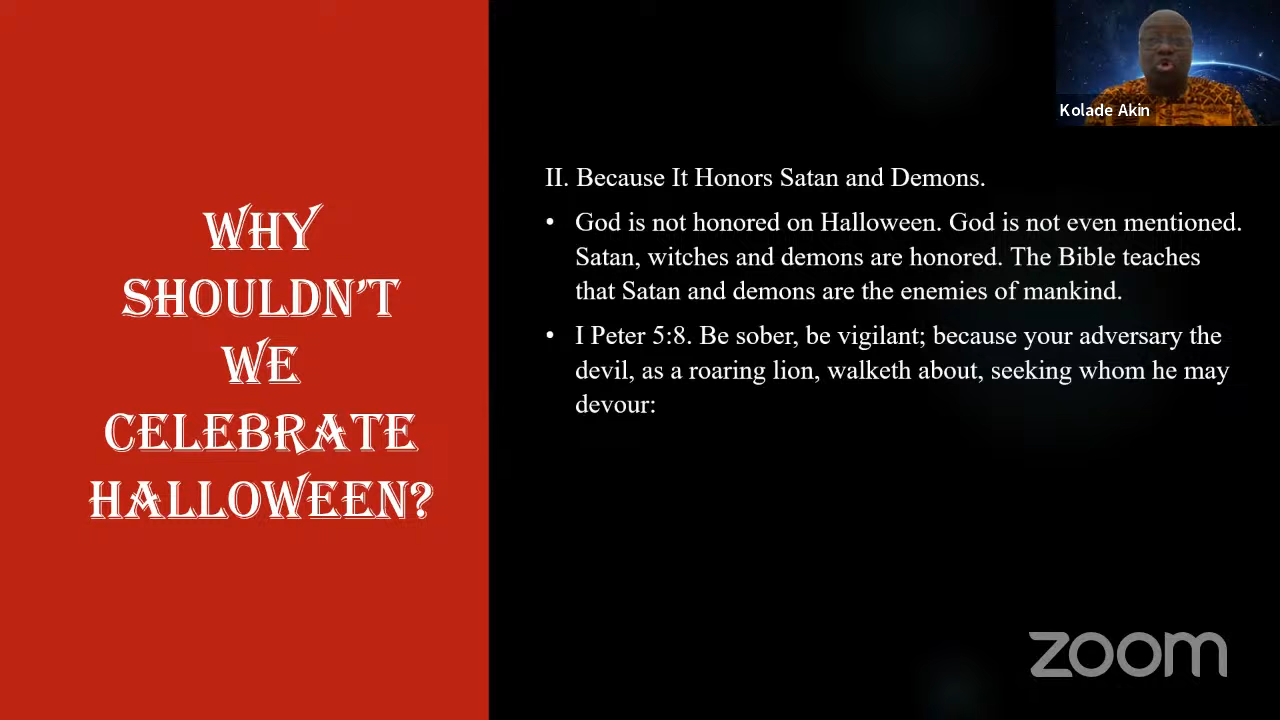 WHY
SHOULDN'T
WE
CELEBRATE
HALLOWEEN?
Kolade Akin
II. Because It Honors Satan and Demons.
• God is not honored on Halloween. God is not even mentioned.
Satan, witches and demons are honored. The Bible teaches
that Satan and demons are the enemies of mankind.
• I Peter 5:8. Be sober, be vigilant; because your adversary the
devil, as a roaring lion, walketh about, seeking whom he may
devour:
zoom